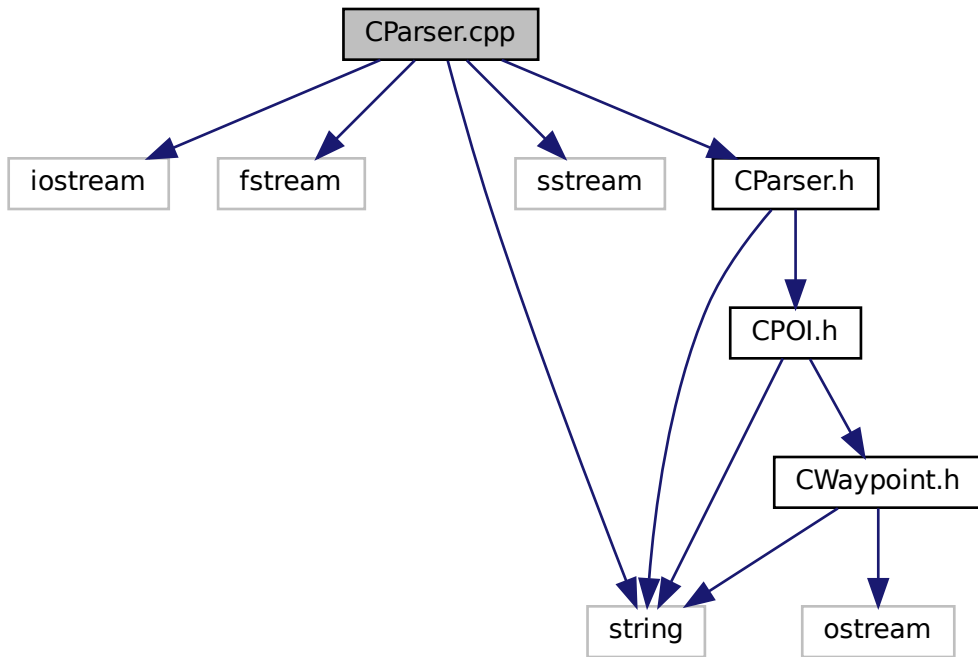 CParser.cpp
iostream
fstream
sstream
CParser.h
CPOI.h
CWaypoint.h
string
ostream